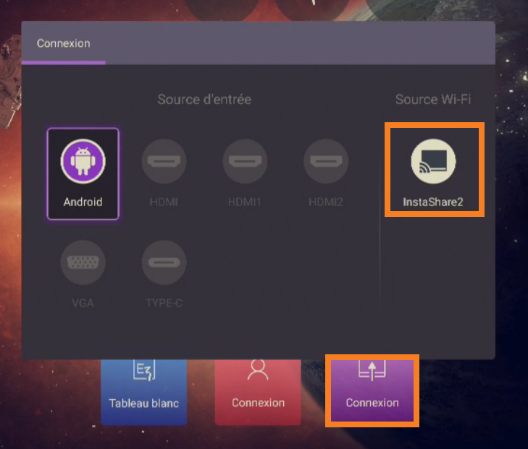 Connexion
Source d'entrée
Source Wi-Fi
Android
HDMI
HDMI1
HDMI2
InstaShare2
VGA
TYPE-C
Tableau blanc
Connexion
Connexion